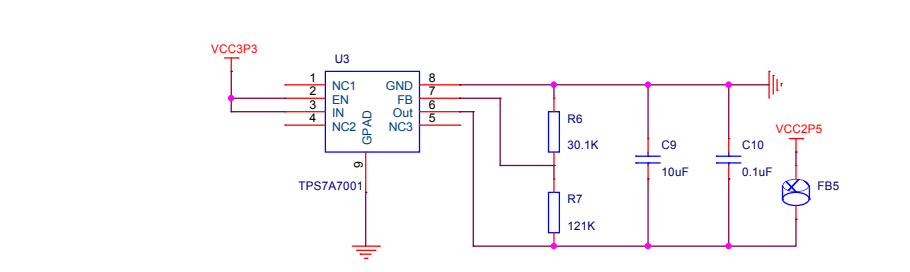 VCC3P3
U3
1 NC1 GND 8
2 EN FB 7
3 IN Out 6
4 NC2 NC3 5
GPAD
9
TPS7A7001
R6
30.1K
R7
121K
C9
10uF
C10
0.1uF
VCC2P5
FB5